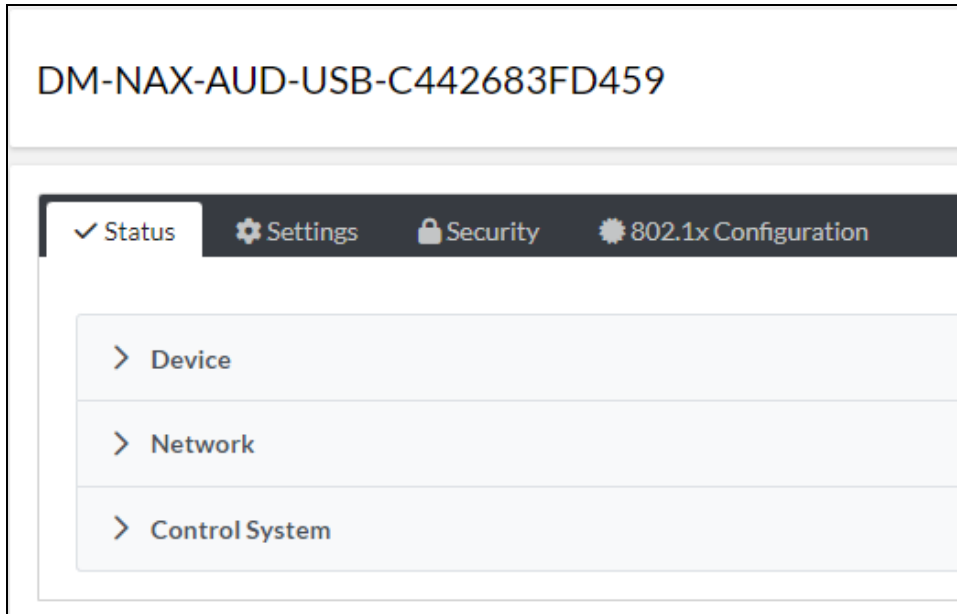 DM-NAX-AUD-USB-C442683FD459
Status Settings Security 802.1x Configuration
Device
Network
Control System